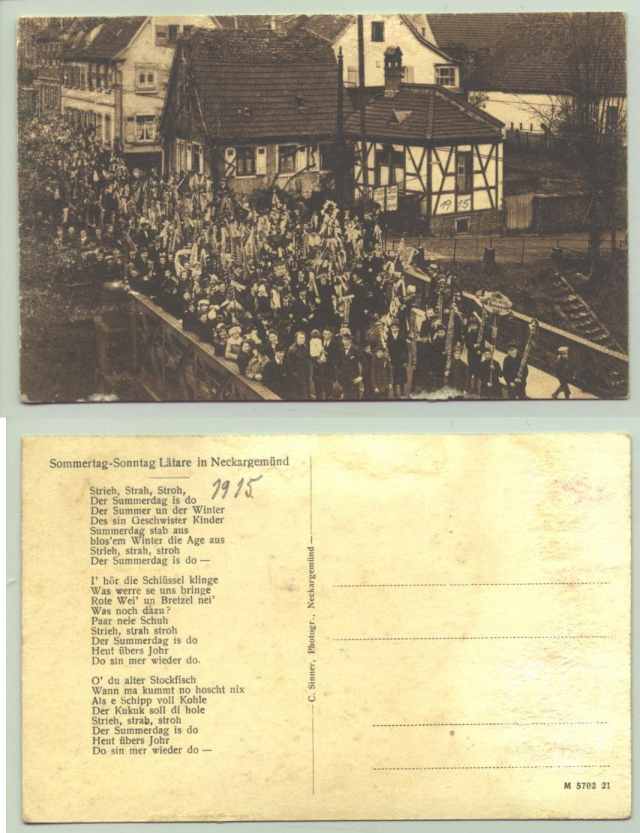 19 15
Sommertag-Sonntag Lätare in Neckargemünd
1915.
Strieh, Strah, Stroh,
Der Summerdag is do
Der Summer un der Winter
Des sin Geschwister Kinder
Summerdag stab aus
blos'em Winter die Age aus
Strieh, strah, stroh
Der Summerdag is do —
I' hör die Schlüssel klinge
Was werre se uns bringe
Rote Wei' un Bretzel nei'
Was noch dazu?
Paar neie Schuh
Strieh, strah stroh
Der Summerdag is do
Heut übers Johr
Do sin mer wieder do.
O' du alter Stockfisch
Wann ma kummt no hoscht nix
Als e Schipp voll Kohle
Der Kukuk soll di hole
Strieh, strah, stroh
Der Summerdag is do
Heut übers Johr
Do sin mer wieder do —
C. Sinner, Photogr., Neckargemünd
M 5702 21